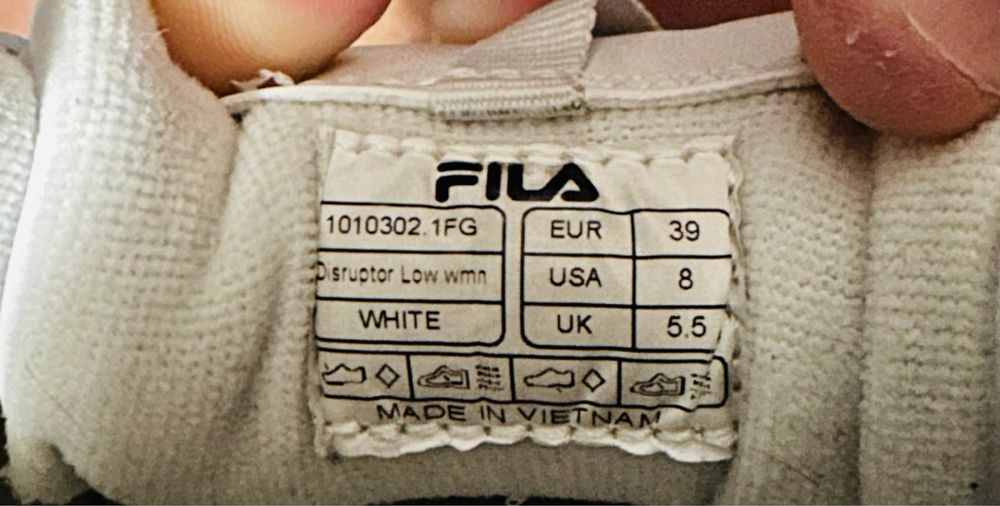 FILA
1010302.1FG EUR 39
Disruptor Low wmn USA 8
WHITE UK 5.5
MADE IN VIETNAM